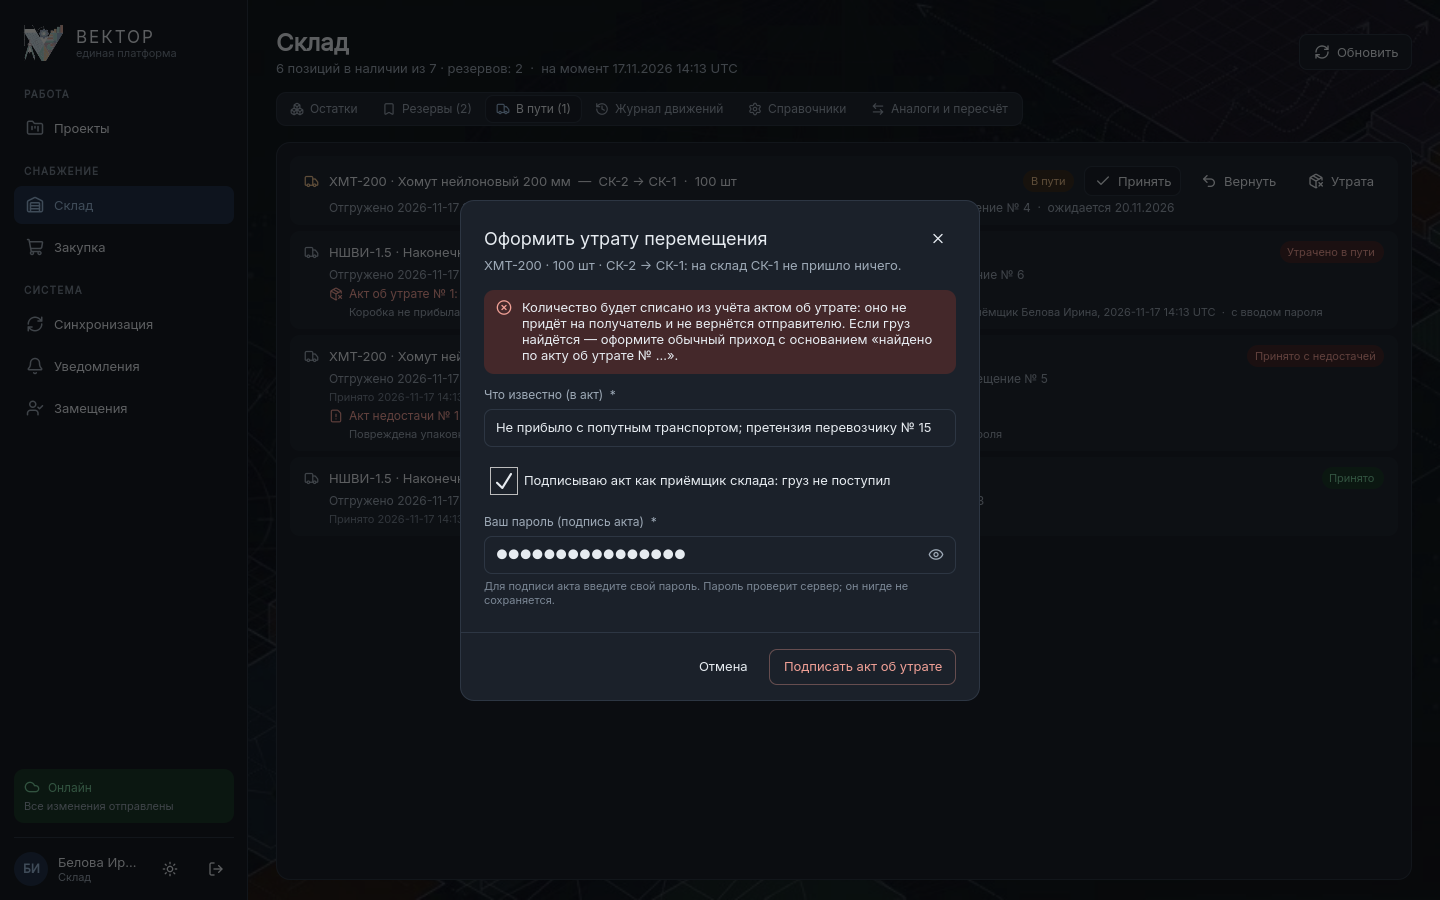 ВЕКТОР
единая платформа
РАБОТА
Проекты
СНАБЖЕНИЕ
Склад
Закупка
СИСТЕМА
Синхронизация
Уведомления
Замещения
Онлайн
Все изменения отправлены
БИ
Белова Ир...
Склад
Склад
6 позиций в наличии из 7 · резервов: 2 · на момент 17.11.2026 14:13 UTC
Обновить
Остатки
Резервы (2)
В пути (1)
Журнал движений
Справочники
Аналоги и пересчёт
ХМТ-200 · Хомут нейлоновый 200 мм — СК-2 → СК-1 · 100 шт
В пути
Принять
Вернуть
Утрата
Отгружено 2026-11-17
ние № 4 · ожидается 20.11.2026
НШВИ-1.5 · Наконеч
Утрачено в пути
Отгружено 2026-11-17
ние № 6
Акт об утрате № 1:
Коробка не прибыла
ёмщик Белова Ирина, 2026-11-17 14:13 UTC · с вводом пароля
ХМТ-200 · Хомут ней
Принято с недостачей
Отгружено 2026-11-17
ещение № 5
Принято 2026-11-17 14:13
Акт недостачи № 1
Повреждена упаков
роля
НШВИ-1.5 · Наконеч
Принято
Отгружено 2026-11-17
3
Принято 2026-11-17 14:13
Оформить утрату перемещения
ХМТ-200 · 100 шт · СК-2 → СК-1: на склад СК-1 не пришло ничего.
Количество будет списано из учёта актом об утрате: оно не
придёт на получатель и не вернётся отправителю. Если груз
найдётся — оформите обычный приход с основанием «найдено
по акту об утрате № ...».
Что известно (в акт) *
Не прибыло с попутным транспортом; претензия перевозчику № 15
Подписываю акт как приёмщик склада: груз не поступил
Ваш пароль (подпись акта) *
●●●●●●●●●●●●●●●●
Для подписи акта введите свой пароль. Пароль проверит сервер; он нигде не
сохраняется.
Отмена
Подписать акт об утрате